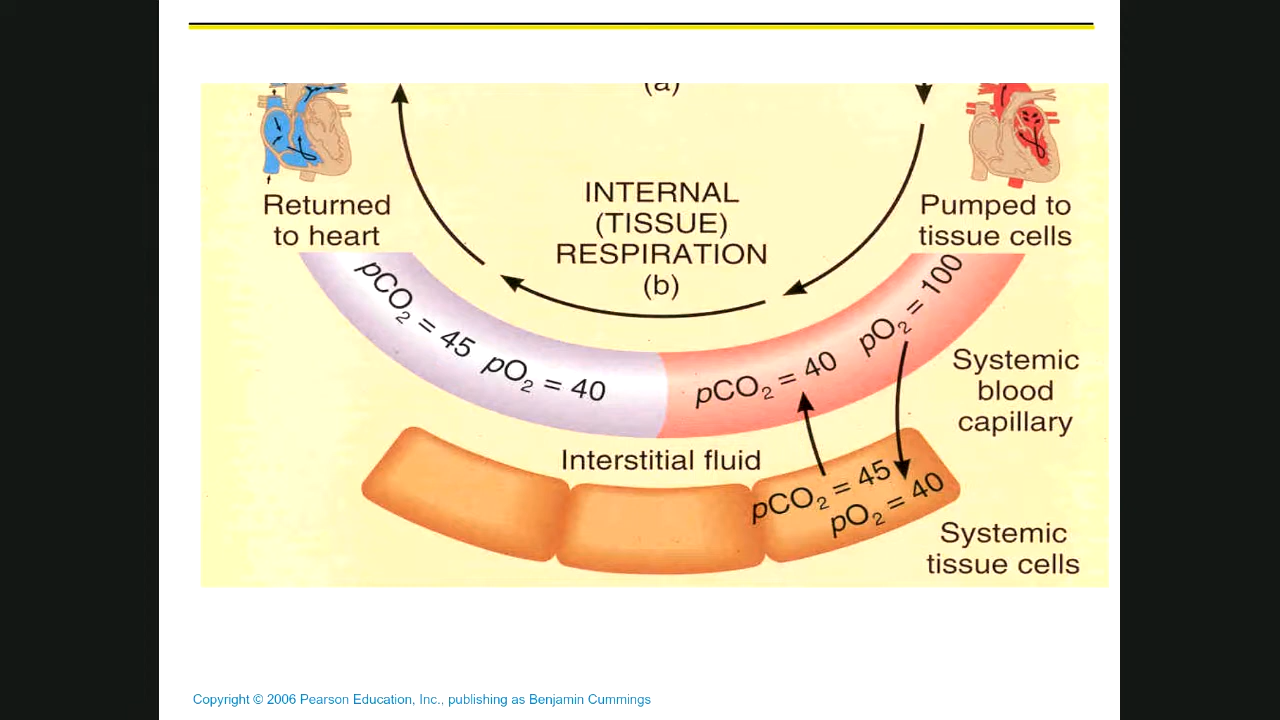 (a)
Returned
to heart
INTERNAL
(TISSUE)
RESPIRATION
(b)
Pumped to
tissue cells
pCO2 = 45 pO2 = 40
pCO2 = 40 pO2 = 100
Systemic
blood
capillary
Interstitial fluid
pCO2 = 45
pO2 = 40
Systemic
tissue cells
Copyright © 2006 Pearson Education, Inc., publishing as Benjamin Cummings